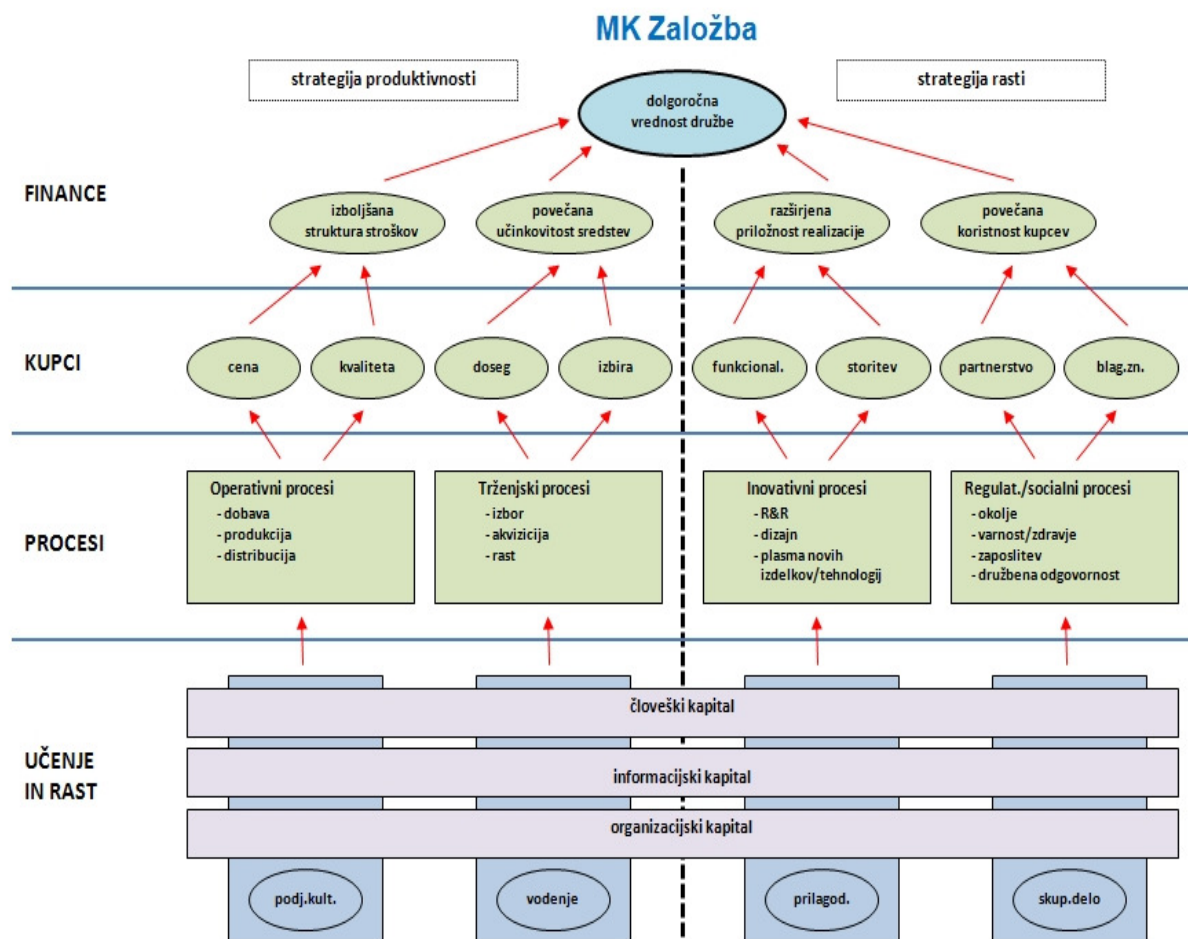 MK Založba
strategija produktivnosti
strategija rasti
dolgoročna
vrednost družbe
FINANCE
izboljšana
struktura stroškov
povečana
učinkovitost sredstev
razširjena
priložnost realizacije
povečana
koristnost kupcev
KUPCI
cena
kvaliteta
doseg
izbira
funkcional.
storitev
partnerstvo
blag.zn.
PROCESI
Operativni procesi
- dobava
- produkcija
- distribucija
Trženjski procesi
- izbor
- akvizicija
- rast
Inovativni procesi
- R&R
- dizajn
- plasma novih
izdelkov/tehnologij
Regulat./socialni procesi
- okolje
- varnost/zdravje
- zaposlitev
- družbena odgovornost
UČENJE
IN RAST
človeški kapital
informacijski kapital
organizacijski kapital
podj.kult.
vodenje
prilagod.
skup.delo